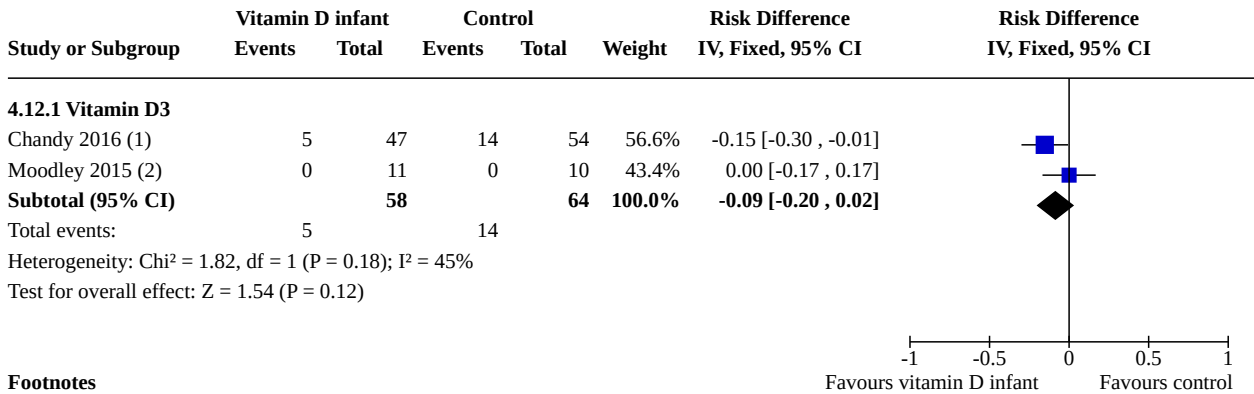 Vitamin D infant Control Risk Difference Risk Difference
Study or Subgroup Events Total Events Total Weight IV, Fixed, 95% CI IV, Fixed, 95% CI
4.12.1 Vitamin D3
Chandy 2016 (1) 5 47 14 54 56.6% -0.15 [-0.30 , -0.01]
Moodley 2015 (2) 0 11 0 10 43.4% 0.00 [-0.17 , 0.17]
Subtotal (95% CI) 58 64 100.0% -0.09 [-0.20 , 0.02]
Total events: 5 14
Heterogeneity: Chi² = 1.82, df = 1 (P = 0.18); I² = 45%
Test for overall effect: Z = 1.54 (P = 0.12)
-1 -0.5 0 0.5 1
Footnotes Favours vitamin D infant Favours control